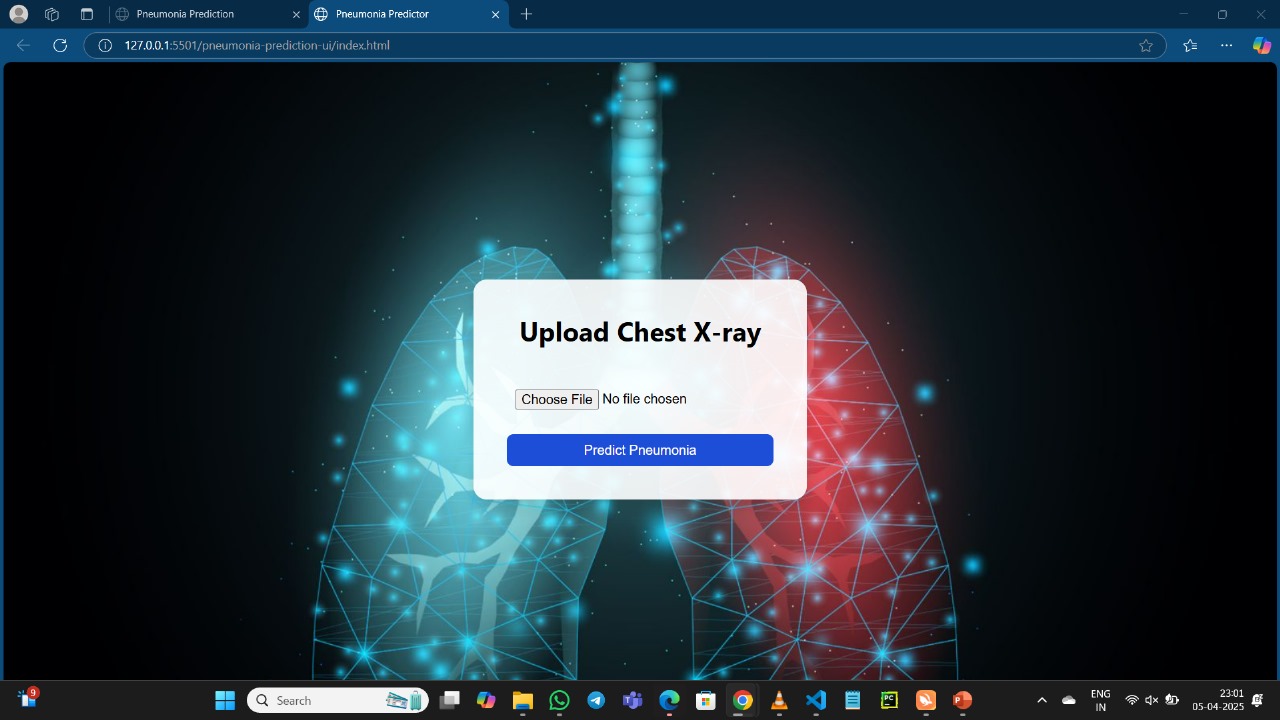 Pneumonia Prediction
Pneumonia Predictor
127.0.0.1:5501/pneumonia-prediction-ui/index.html
Upload Chest X-ray
Choose File No file chosen
Predict Pneumonia
9
Search
PC
P
ENG
IN
23:01
05-04-2025